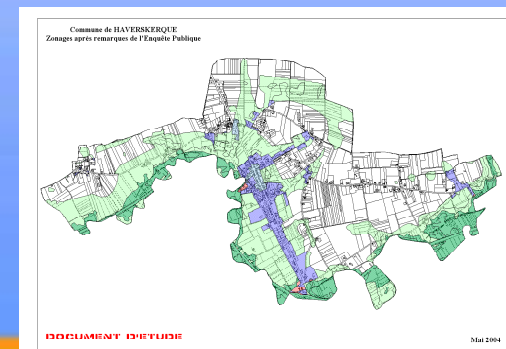 Commune de HAVERSKERQUE
Zonages après remarques de l'Enquête Publique
DOCUMENT D'ETUDE
Mai 2004